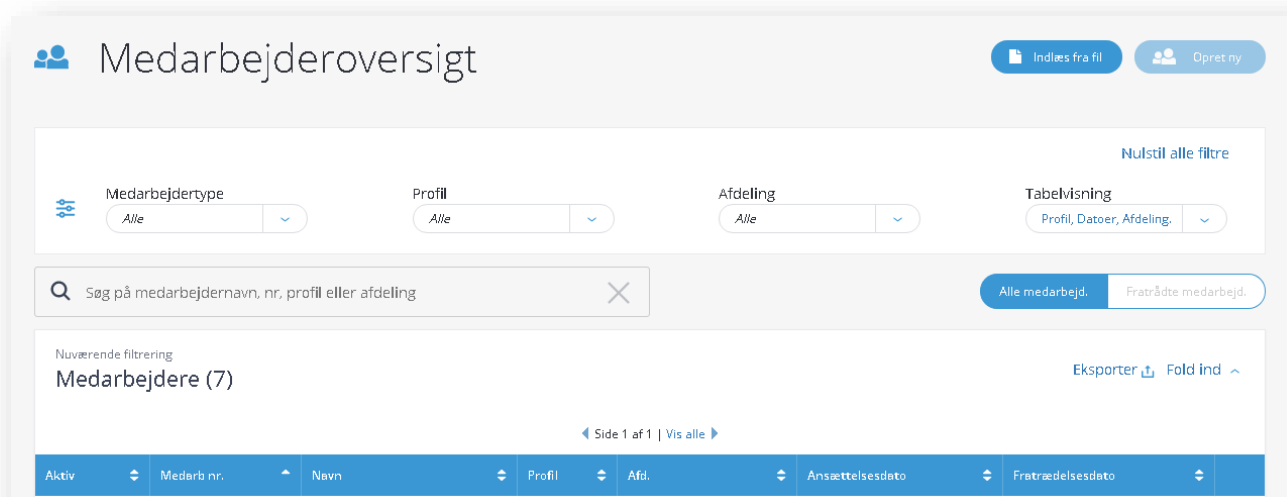 Medarbejderoversigt
Indlæs fra fil
Opret ny
Nulstil alle filtre
Medarbejdertype
Profil
Afdeling
Tabelvisning
Alle
Alle
Alle
Profil, Datoer, Afdeling.
Søg på medarbejdernavn, nr, profil eller afdeling
Alle medarbejd.
Fratrådte medarbejd.
Nuværende filtrering
Medarbejdere (7)
Eksporter
Fold ind
Side 1 af 1 | Vis alle
Aktiv
Medarb nr.
Navn
Profil
Afd.
Ansættelsesdato
Fratrædelsesdato